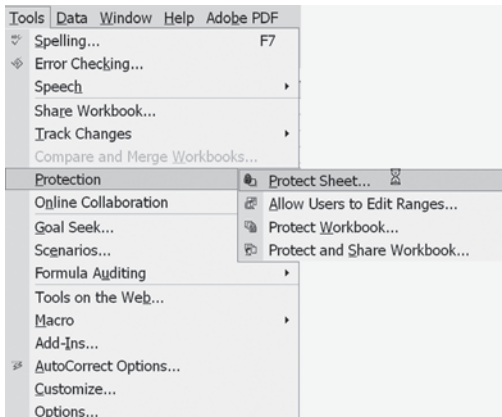 Tools Data Window Help Adobe PDF
Spelling... F7
Error Checking...
Speech
Share Workbook...
Track Changes
Compare and Merge Workbooks...
Protection
Protect Sheet...
Online Collaboration
Allow Users to Edit Ranges...
Goal Seek...
Protect Workbook...
Scenarios...
Protect and Share Workbook...
Formula Auditing
Tools on the Web...
Macro
Add-Ins...
AutoCorrect Options...
Customize...
Options...